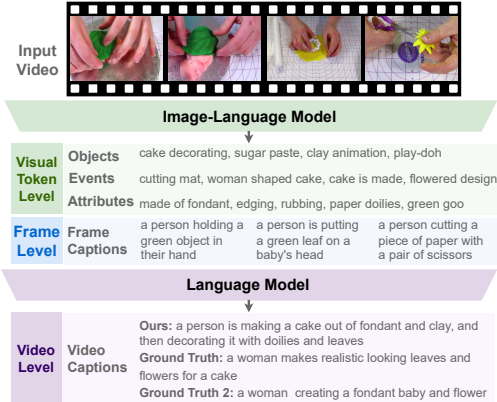 Input
Video
Image-Language Model
Visual
Token
Level
Objects
cake decorating, sugar paste, clay animation, play-doh
Events
cutting mat, woman shaped cake, cake is made, flowered design
Attributes
made of fondant, edging, rubbing, paper doilies, green goo
Frame
Level
Frame
Captions
a person holding a
green object in
their hand
a person is putting
a green leaf on a
baby's head
a person cutting a
piece of paper with
a pair of scissors
Language Model
Video
Level
Video
Captions
Ours: a person is making a cake out of fondant and clay, and
then decorating it with doilies and leaves
Ground Truth: a woman makes realistic looking leaves and
flowers for a cake
Ground Truth 2: a woman creating a fondant baby and flower